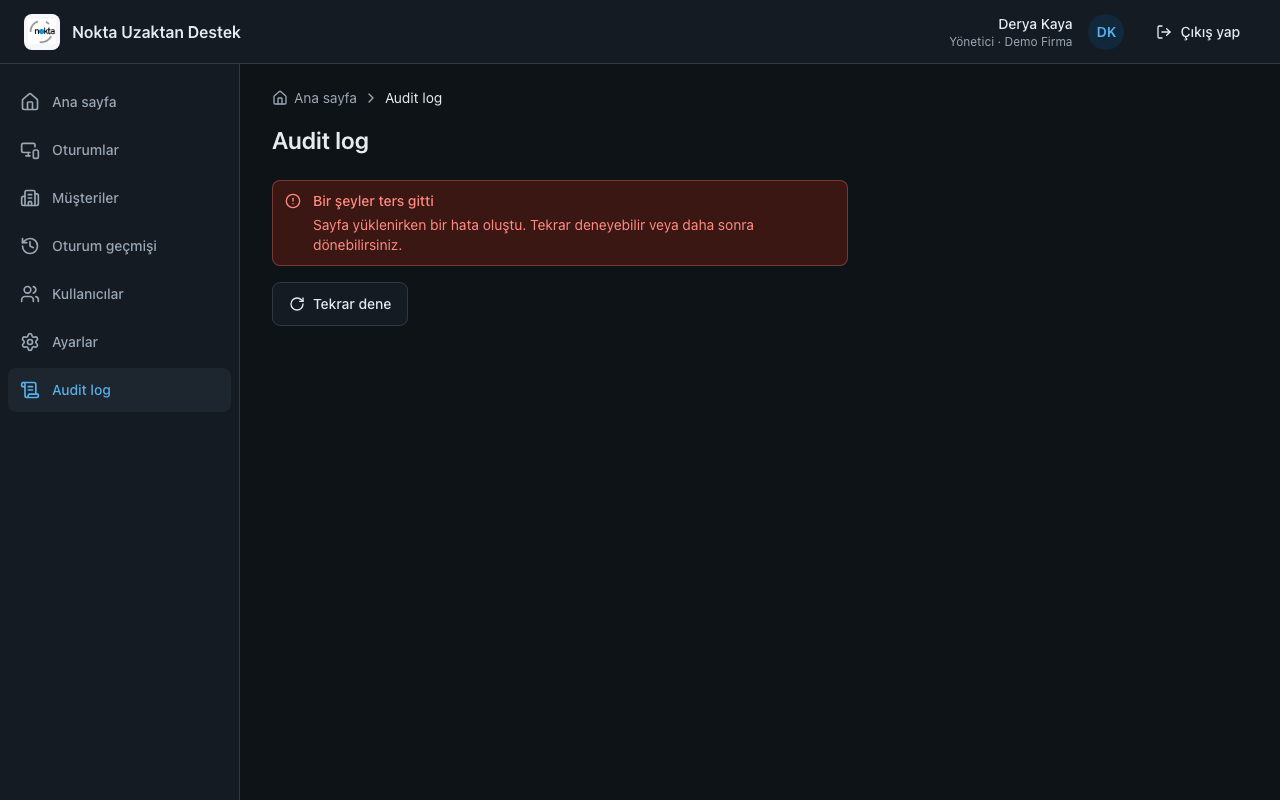 nokta
Nokta Uzaktan Destek
Derya Kaya
Yönetici · Demo Firma
DK
Çıkış yap
Ana sayfa
Oturumlar
Müşteriler
Oturum geçmişi
Kullanıcılar
Ayarlar
Audit log
Ana sayfa
Audit log
Audit log
Bir şeyler ters gitti
Sayfa yüklenirken bir hata oluştu. Tekrar deneyebilir veya daha sonra
dönebilirsiniz.
Tekrar dene